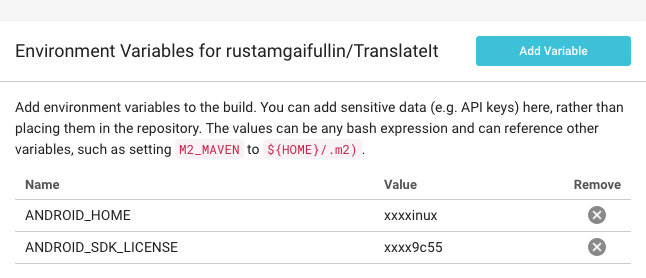 Environment Variables for rustamgaifullin/TranslateIt
Add Variable
Add environment variables to the build. You can add sensitive data (e.g. API keys) here, rather than
placing them in the repository. The values can be any bash expression and can reference other
variables, such as setting M2_MAVEN to ${HOME}/.m2) .
Name Value Remove
ANDROID_HOME xxxxinux
ANDROID_SDK_LICENSE xxxx9c55